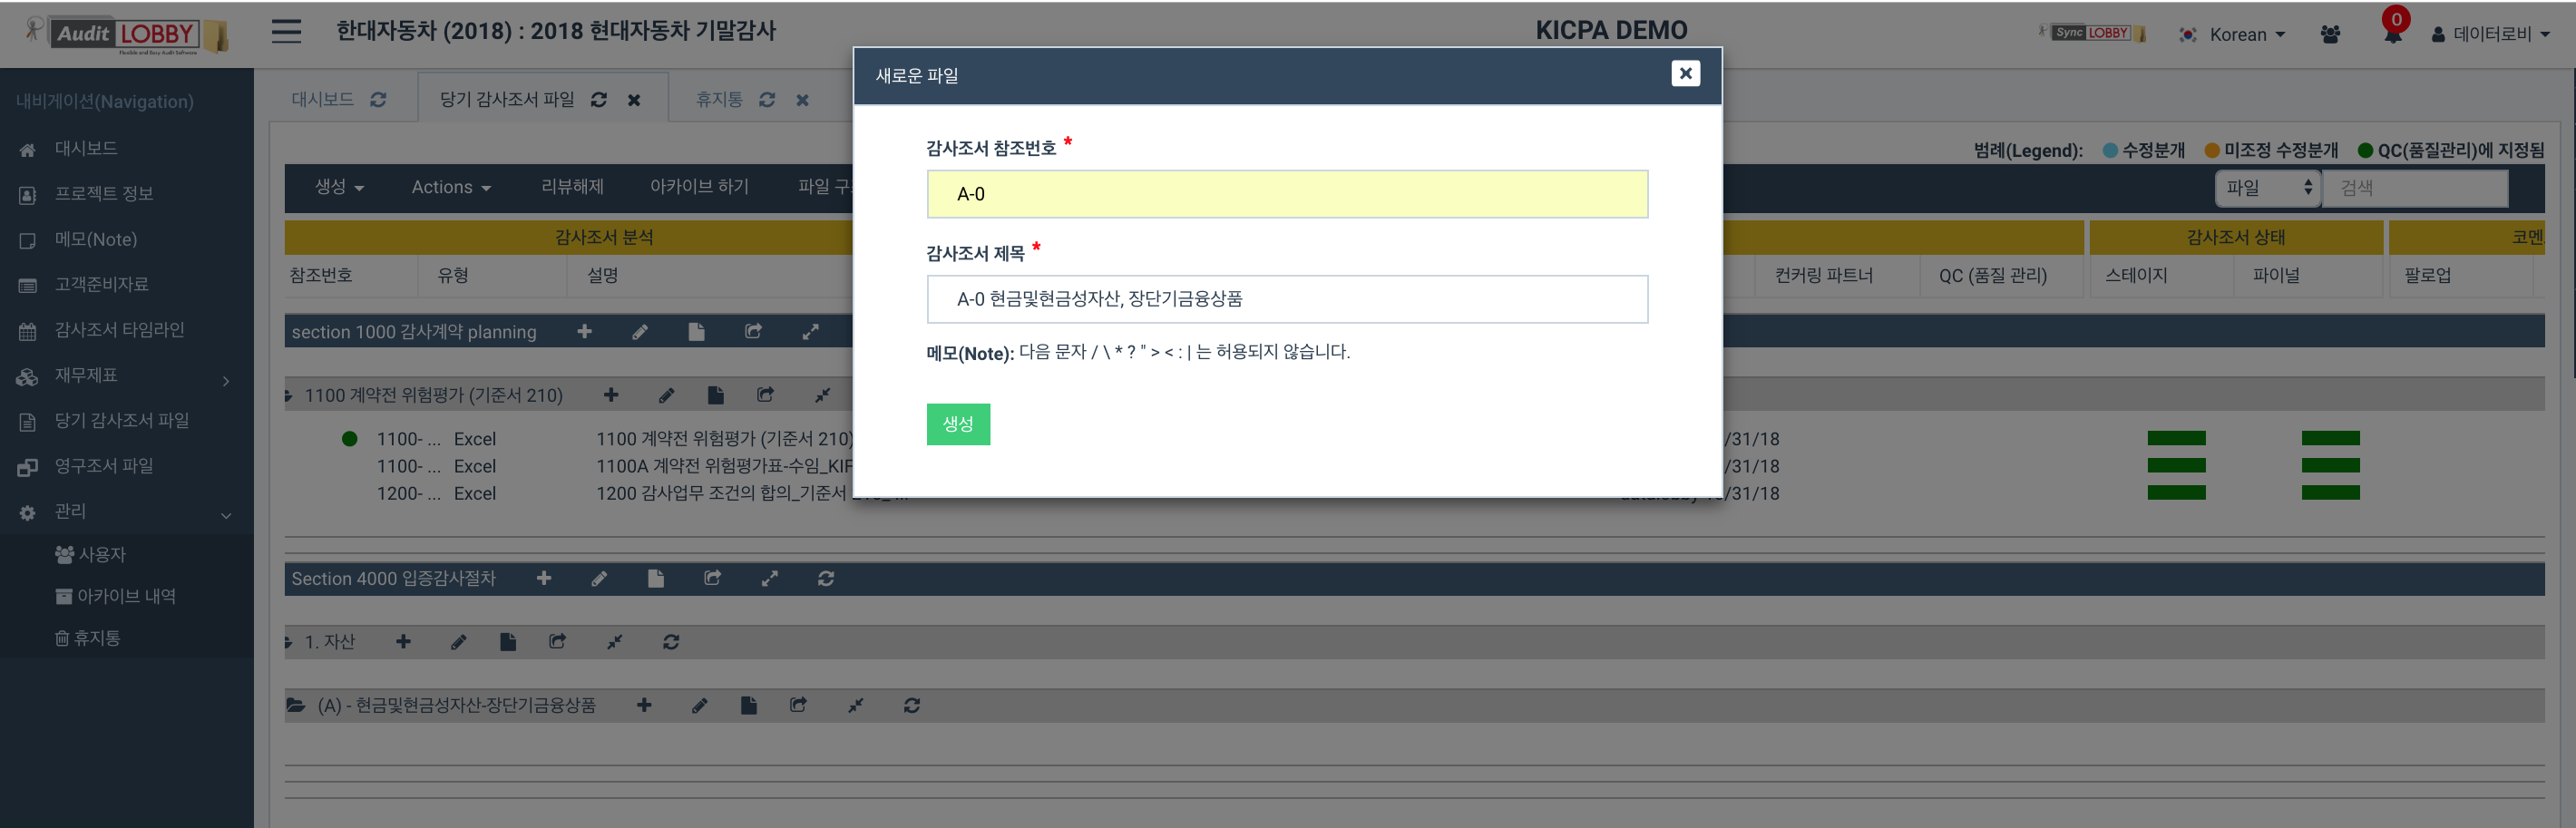 Audit LOBBY
Flexible and Easy Audit Software
한대자동차 (2018) : 2018 현대자동차 기말감사
KICPA DEMO
Sync LOBBY
Korean
0
데이터로비
내비게이션(Navigation)
대시보드
프로젝트 정보
메모(Note)
고객준비자료
감사조서 타임라인
재무제표
당기 감사조서 파일
영구조서 파일
관리
사용자
아카이브 내역
휴지통
대시보드
당기 감사조서 파일
휴지통
범례(Legend): 수정분개 미조정 수정분개 QC(품질관리)에 지정됨
생성 Actions 리뷰해제 아카이브 하기 파일
파일 검색
감사조서 분석 감사조서 상태
참조번호 유형 설명 컨커링 파트너 QC (품질 관리) 스테이지 파이널 팔로업
section 1000 감사계약 planning
1100 계약전 위험평가 (기준서 210)
1100- ... Excel 1100 계약전 위험평가 (기준서 210) /31/18
1100- ... Excel 1100A 계약전 위험평가표-수임_KIF /31/18
1200- ... Excel 1200 감사업무 조건의 합의_기준서 /31/18
Section 4000 입증감사절차
1. 자산
(A) - 현금및현금성자산-장단기금융상품
새로운 파일
감사조서 참조번호 *
A-0
감사조서 제목 *
A-0 현금및현금성자산, 장단기금융상품
메모(Note): 다음 문자 / \ * ? " > < : | 는 허용되지 않습니다.
생성